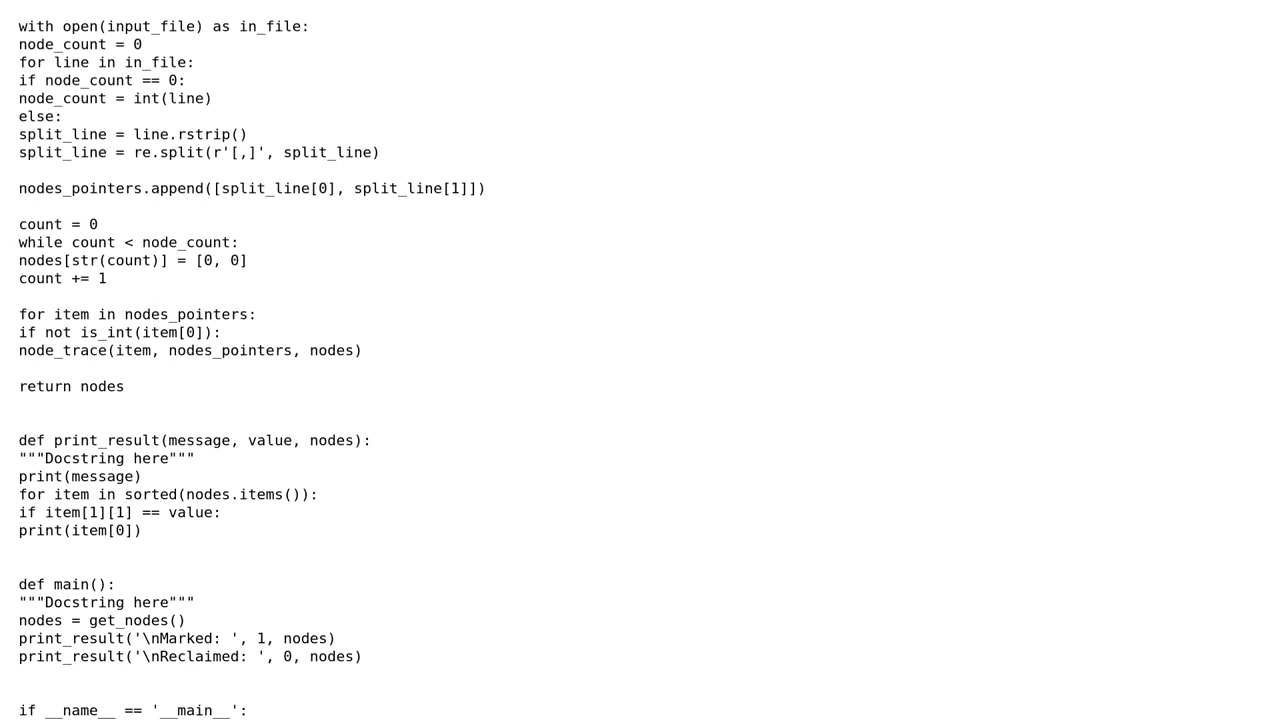 with open(input_file) as in_file:
node_count = 0
for line in in_file:
if node_count == 0:
node_count = int(line)
else:
split_line = line.rstrip()
split_line = re.split(r'[,]', split_line)

nodes_pointers.append([split_line[0], split_line[1]])

count = 0
while count < node_count:
nodes[str(count)] = [0, 0]
count += 1

for item in nodes_pointers:
if not is_int(item[0]):
node_trace(item, nodes_pointers, nodes)

return nodes


def print_result(message, value, nodes):
"""Docstring here"""
print(message)
for item in sorted(nodes.items()):
if item[1][1] == value:
print(item[0])


def main():
"""Docstring here"""
nodes = get_nodes()
print_result('\nMarked: ', 1, nodes)
print_result('\nReclaimed: ', 0, nodes)


if __name__ == '__main__':